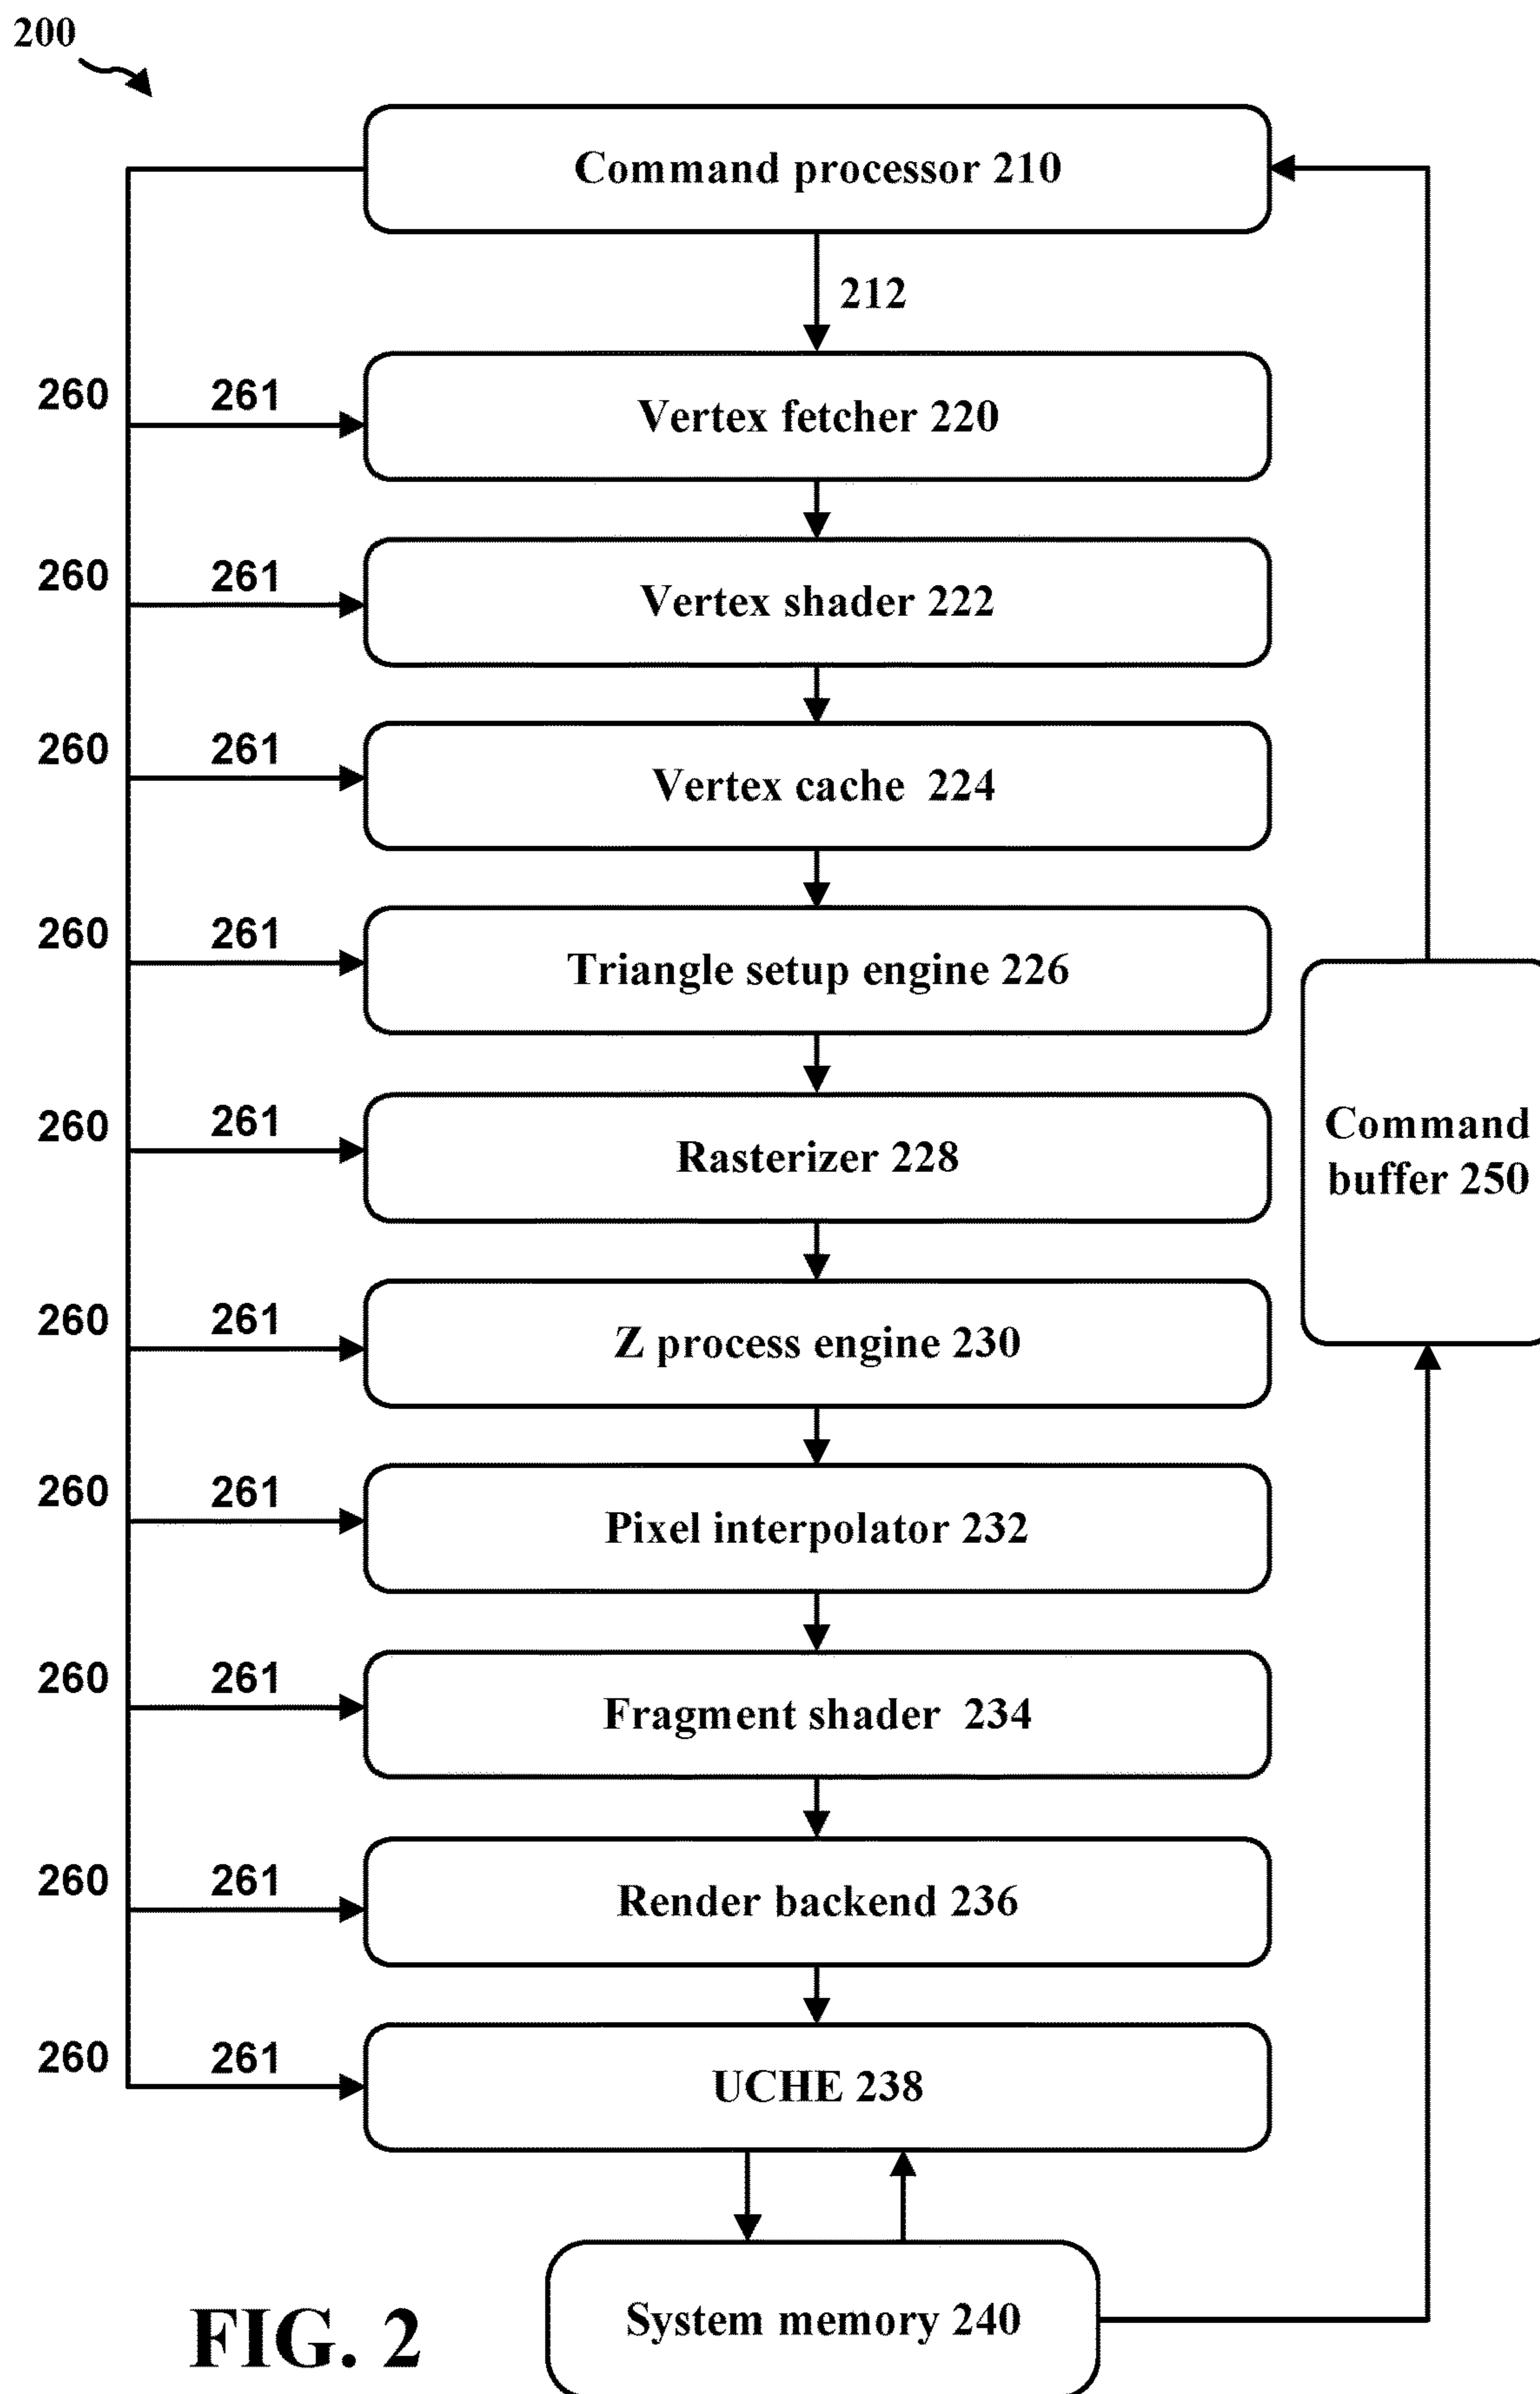 200
Command processor 210
212
260
261
Vertex fetcher 220
260
261
Vertex shader 222
260
261
Vertex cache 224
260
261
Triangle setup engine 226
260
261
Rasterizer 228
Command
buffer 250
260
261
Z process engine 230
260
261
Pixel interpolator 232
260
261
Fragment shader 234
260
261
Render backend 236
260
261
UCHE 238
System memory 240
FIG. 2